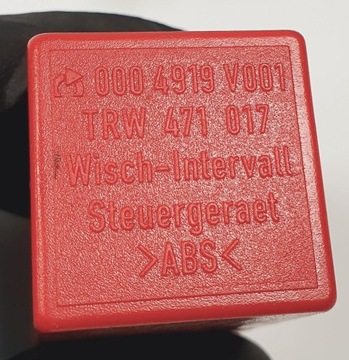 000 4919 V001
TRW 471 017
Wisch-Intervall
Steuergeraet
>ABS<